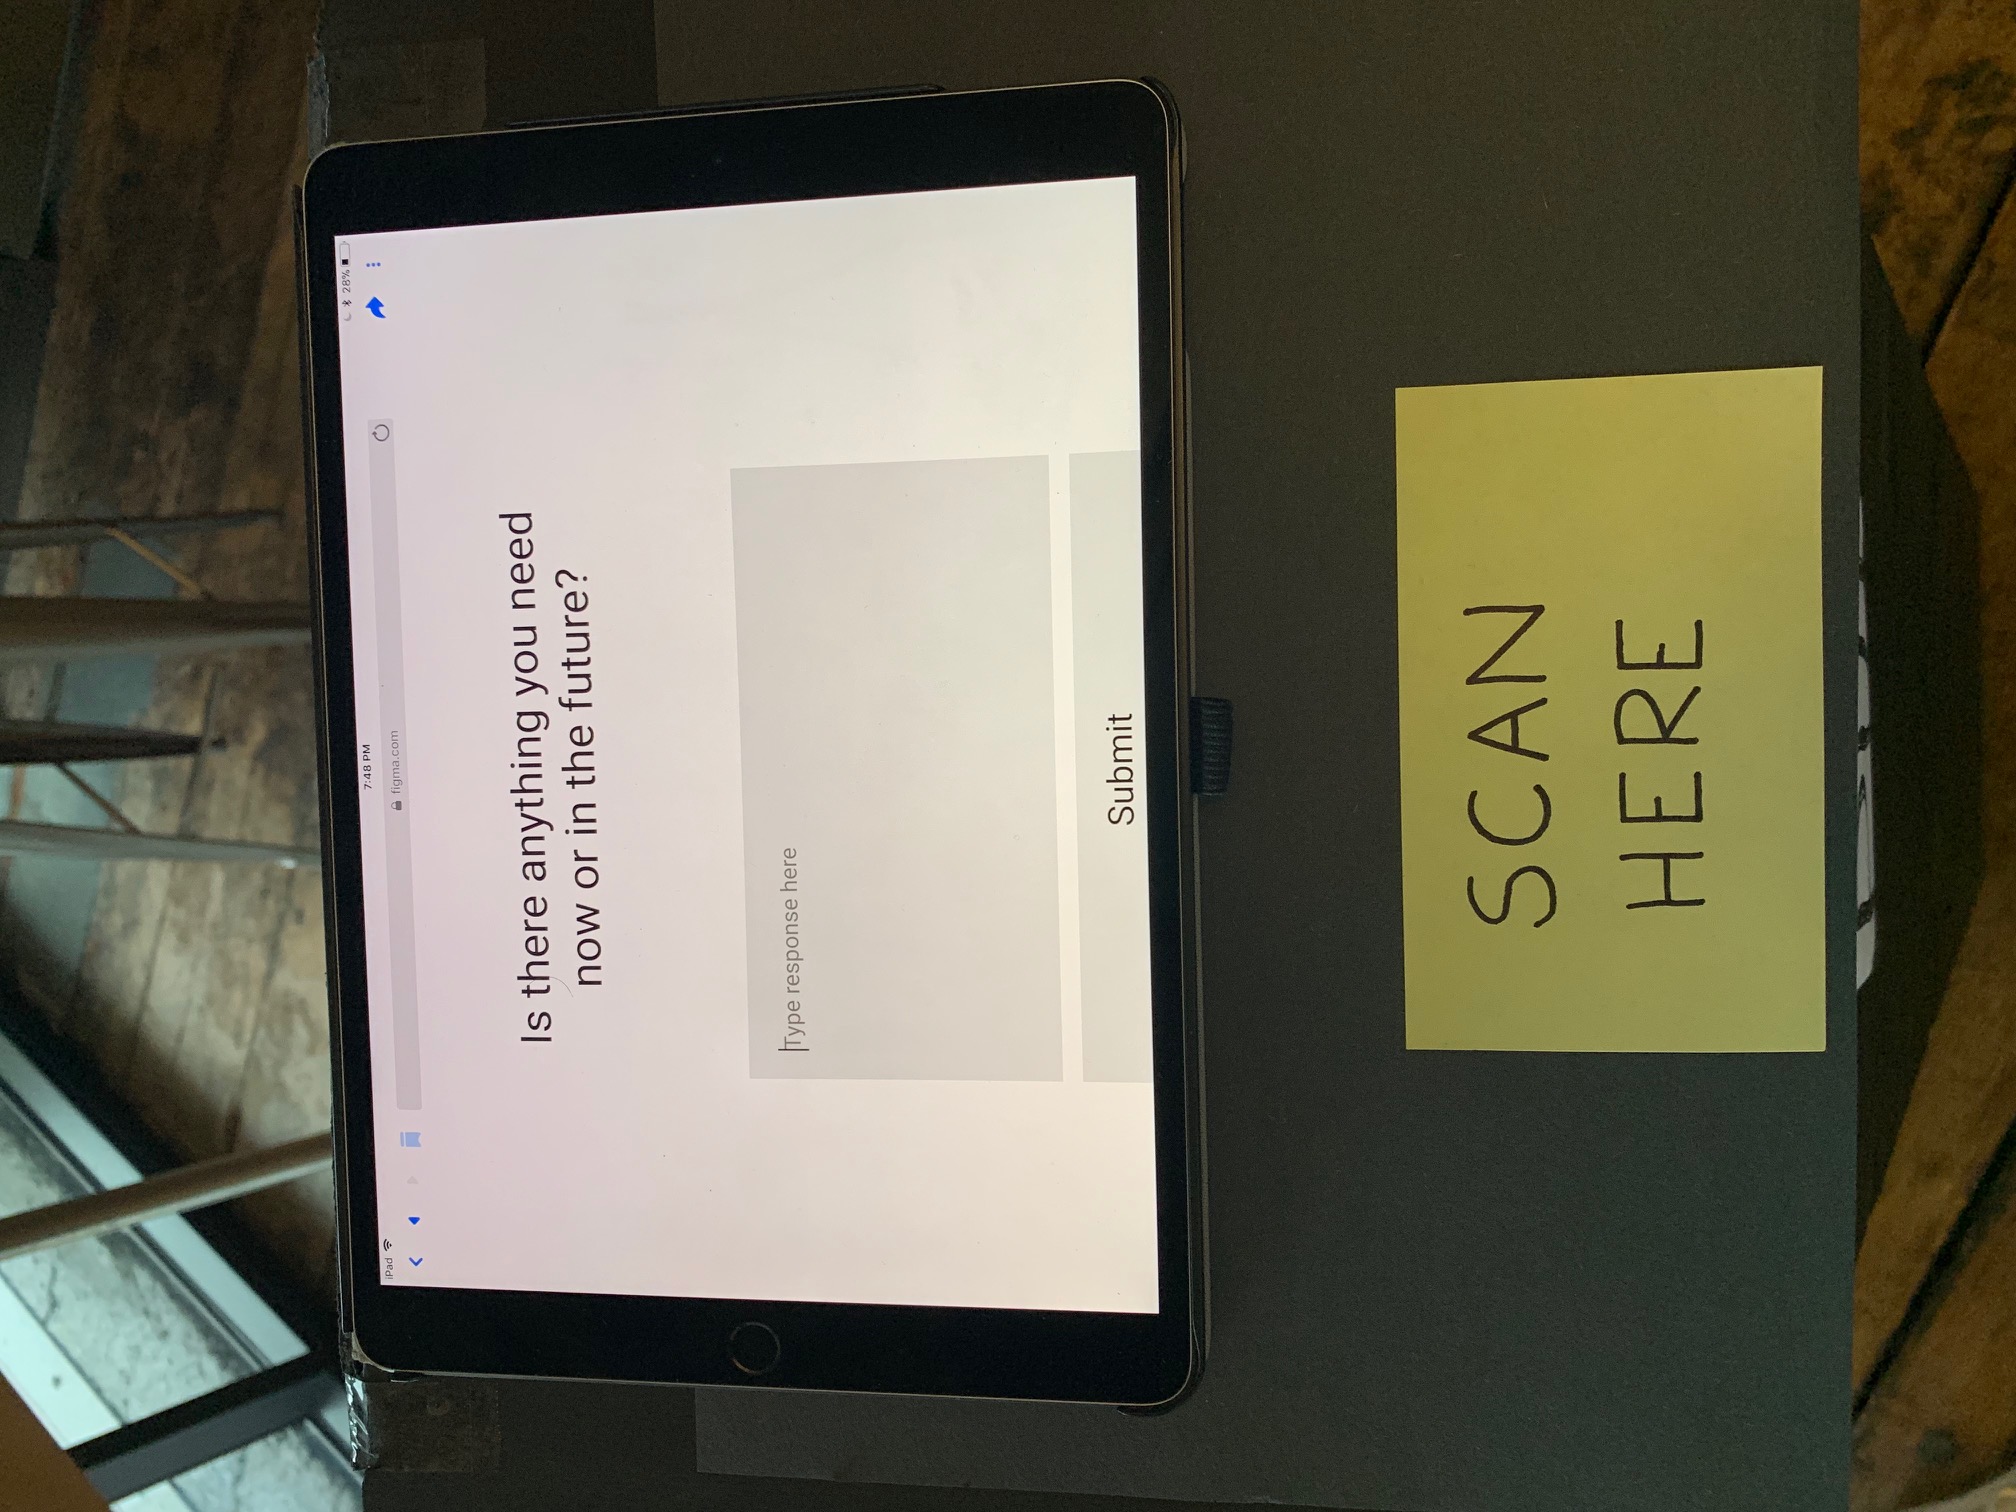 iPad
7:48 PM
28%
figma.com
Is there anything you need
now or in the future?
Type response here
Submit
SCAN
HERE